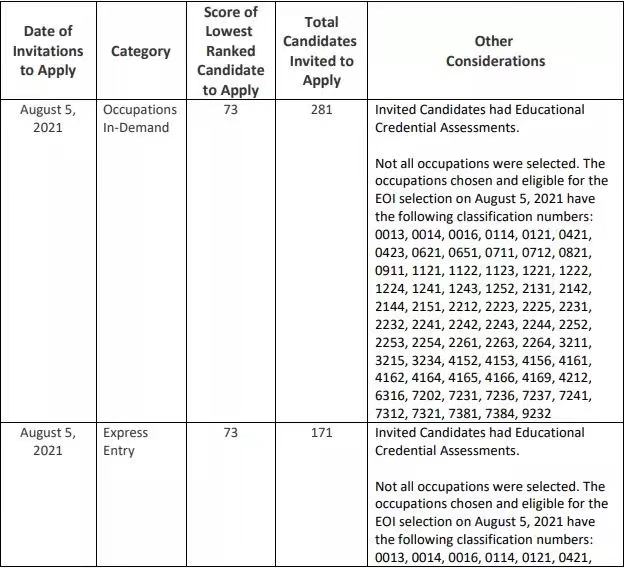 Date of
Invitations
to Apply
Category
Score of
Lowest
Ranked
Candidate
to Apply
Total
Candidates
Invited to
Apply
Other
Considerations
August 5,
2021
Occupations
In-Demand
73
281
Invited Candidates had Educational
Credential Assessments.
Not all occupations were selected. The
occupations chosen and eligible for the
EOI selection on August 5, 2021 have
the following classification numbers:
0013, 0014, 0016, 0114, 0121, 0421,
0423, 0621, 0651, 0711, 0712, 0821,
0911, 1121, 1122, 1123, 1221, 1222,
1224, 1241, 1243, 1252, 2131, 2142,
2144, 2151, 2212, 2223, 2225, 2231,
2232, 2241, 2242, 2243, 2244, 2252,
2253, 2254, 2261, 2263, 2264, 3211,
3215, 3234, 4152, 4153, 4156, 4161,
4162, 4164, 4165, 4166, 4169, 4212,
6316, 7202, 7231, 7236, 7237, 7241,
7312, 7321, 7381, 7384, 9232
August 5,
2021
Express
Entry
73
171
Invited Candidates had Educational
Credential Assessments.
Not all occupations were selected. The
occupations chosen and eligible for the
EOI selection on August 5, 2021 have
the following classification numbers:
0013, 0014, 0016, 0114, 0121, 0421,